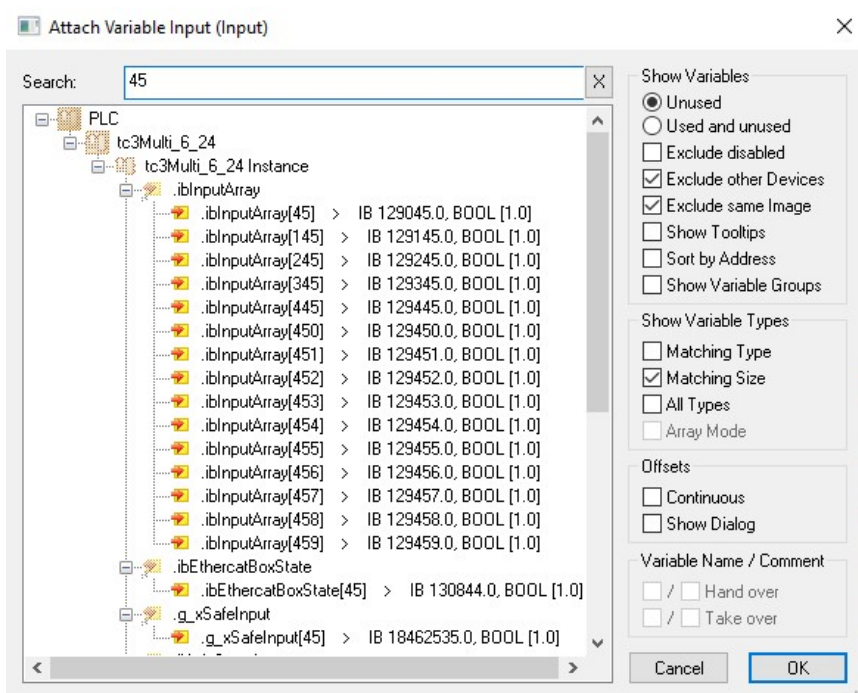 Attach Variable Input (Input)
Search:
45
X
PLC
tc3Multi_6_24
tc3Multi_6_24 Instance
.ibInputArray
.ibInputArray[45] > IB 129045.0, BOOL [1.0]
.ibInputArray[145] > IB 129145.0, BOOL [1.0]
.ibInputArray[245] > IB 129245.0, BOOL [1.0]
.ibInputArray[345] > IB 129345.0, BOOL [1.0]
.ibInputArray[445] > IB 129445.0, BOOL [1.0]
.ibInputArray[450] > IB 129450.0, BOOL [1.0]
.ibInputArray[451] > IB 129451.0, BOOL [1.0]
.ibInputArray[452] > IB 129452.0, BOOL [1.0]
.ibInputArray[453] > IB 129453.0, BOOL [1.0]
.ibInputArray[454] > IB 129454.0, BOOL [1.0]
.ibInputArray[455] > IB 129455.0, BOOL [1.0]
.ibInputArray[456] > IB 129456.0, BOOL [1.0]
.ibInputArray[457] > IB 129457.0, BOOL [1.0]
.ibInputArray[458] > IB 129458.0, BOOL [1.0]
.ibInputArray[459] > IB 129459.0, BOOL [1.0]
.ibEthercatBoxState
.ibEthercatBoxState[45] > IB 130844.0, BOOL [1.0]
.g_xSafeInput
.g_xSafeInput[45] > IB 18462535.0, BOOL [1.0]
Show Variables
Unused
Used and unused
Exclude disabled
Exclude other Devices
Exclude same Image
Show Tooltips
Sort by Address
Show Variable Groups
Show Variable Types
Matching Type
Matching Size
All Types
Array Mode
Offsets
Continuous
Show Dialog
Variable Name / Comment
/ Hand over
/ Take over
Cancel
OK